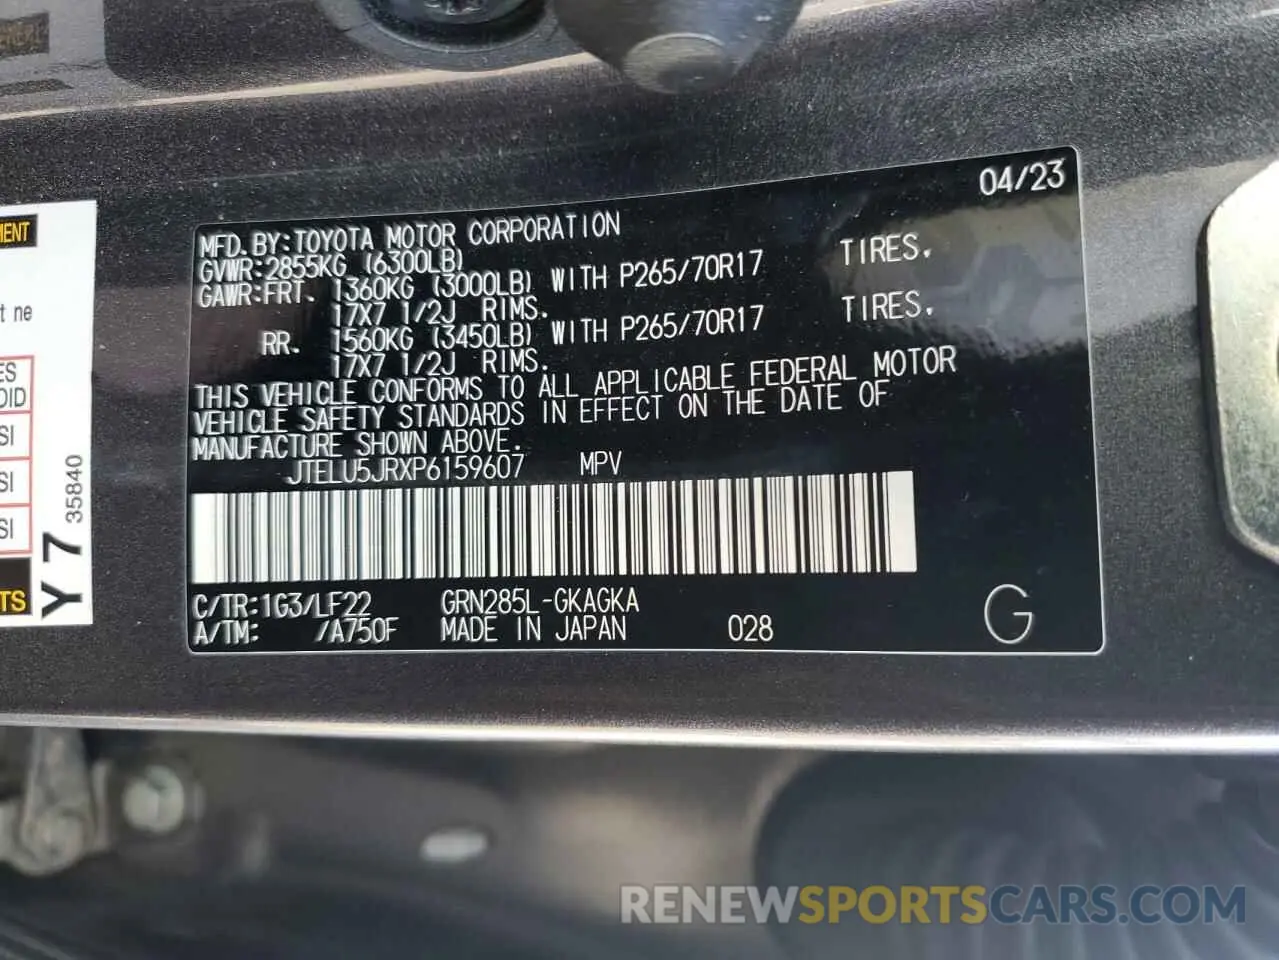 04/23
MFD. BY: TOYOTA MOTOR CORPORATION
GVWR: 2855KG (6300LB)
GAWR: FRT. 1360KG (3000LB) WITH P265/70R17 TIRES.
17X7 1/2J RIMS.
RR. 1560KG (3450LB) WITH P265/70R17 TIRES.
17X7 1/2J RIMS.
THIS VEHICLE CONFORMS TO ALL APPLICABLE FEDERAL MOTOR
VEHICLE SAFETY STANDARDS IN EFFECT ON THE DATE OF
MANUFACTURE SHOWN ABOVE.
JTELU5JRXP6159607 MPV
C/TR: 1G3/LF22 GRN285L-GKAGKA
A/TM: /A750F MADE IN JAPAN 028
G
t ne
Y7 35840
RENEWSPORTSCARS.COM